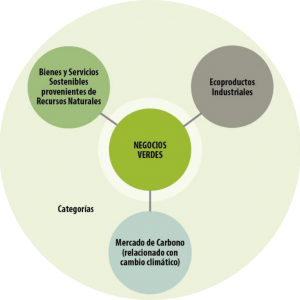 Bienes y Servicios
Sostenibles
provenientes de
Recursos Naturales
Ecoproductos
Industriales
NEGOCIOS
VERDES
Categorías
Mercado de Carbono
(relacionado con
cambio climático)